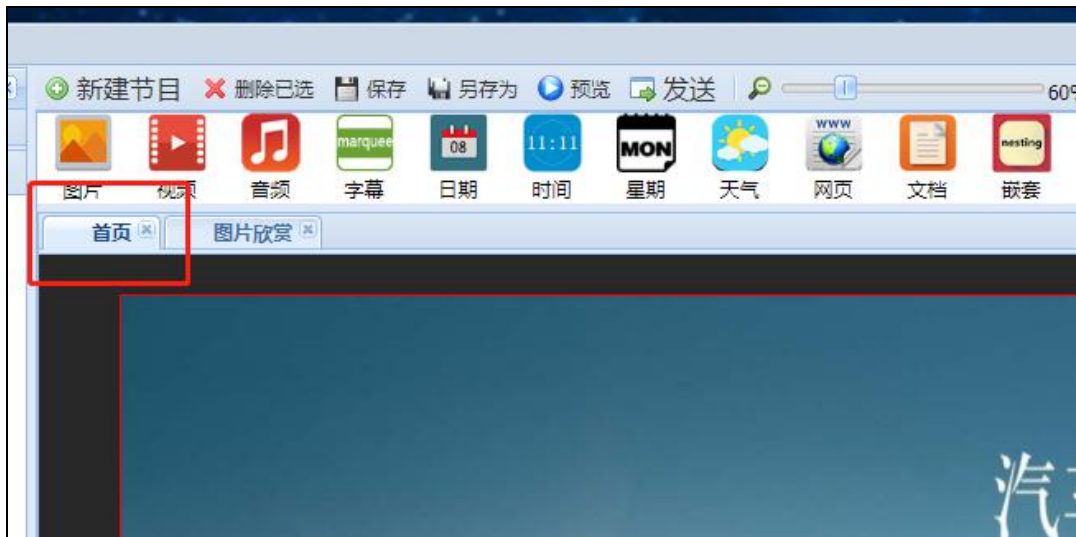 新建节目 删除已选 保存 另存为 预览 发送 60%
marquee 08 11:11 MON www nesting
图片 视频 音频 字幕 日期 时间 星期 天气 网页 文档 嵌套
首页 图片欣赏
汽